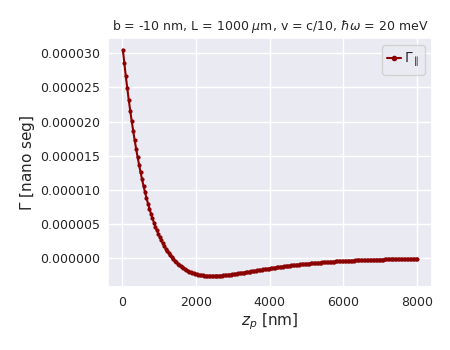 b = -10 nm, L = 1000 μm, v = c/10, ℏω = 20 meV
Γ∥
0.000030
0.000025
0.000020
0.000015
0.000010
0.000005
0.000000
Γ [nano seg]
0 2000 4000 6000 8000
z_p [nm]